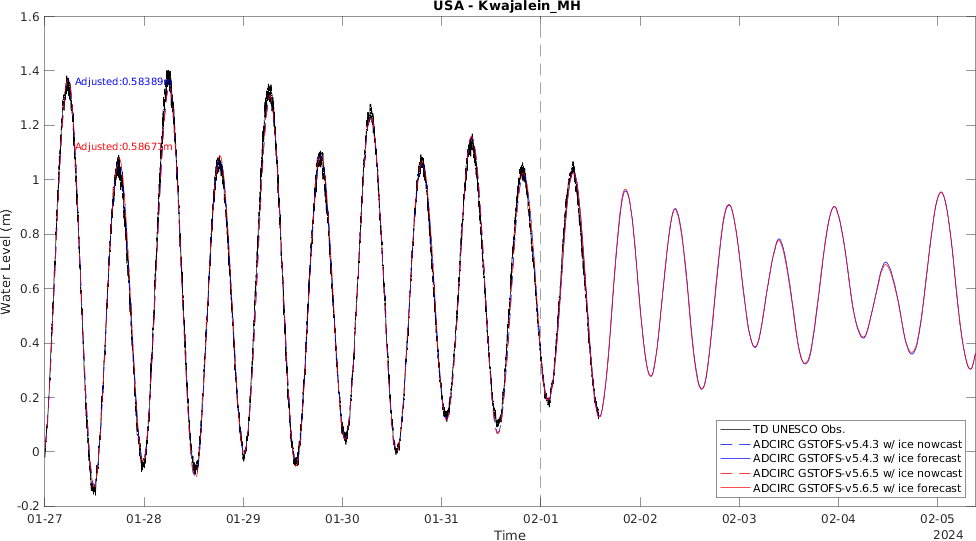 USA - Kwajalein_MH
1.6
1.4
1.2
1
0.8
0.6
0.4
0.2
0
-0.2
Water Level (m)
Adjusted:0.58389m
Adjusted:0.58677m
TD UNESCO Obs.
ADCIRC GSTOFS-v5.4.3 w/ ice nowcast
ADCIRC GSTOFS-v5.4.3 w/ ice forecast
ADCIRC GSTOFS-v5.6.5 w/ ice nowcast
ADCIRC GSTOFS-v5.6.5 w/ ice forecast
01-27 01-28 01-29 01-30 01-31 02-01 02-02 02-03 02-04 02-05
Time
2024